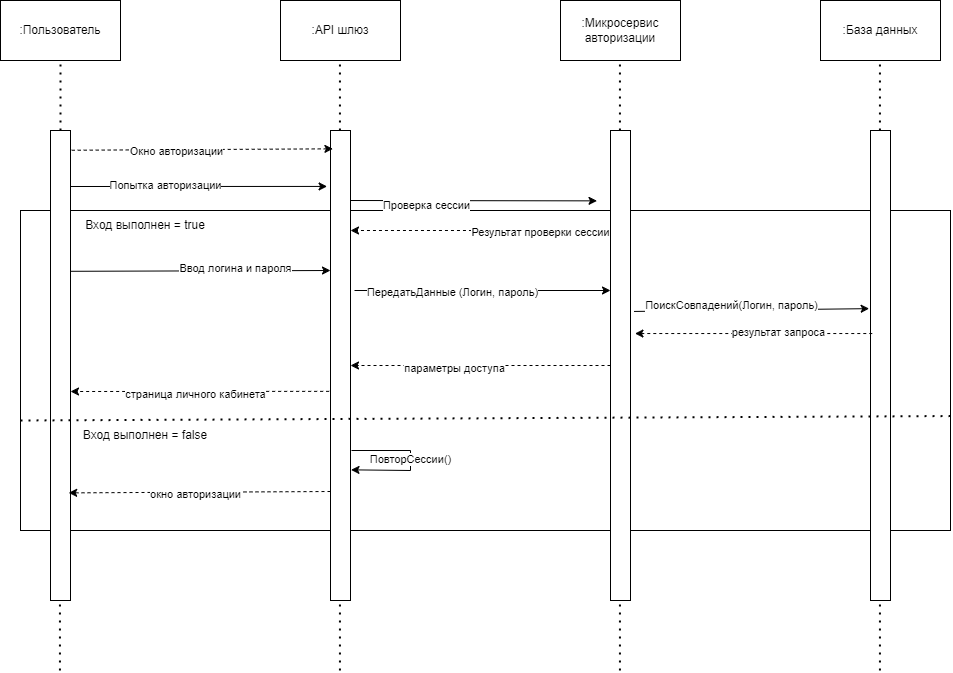 :Пользователь
:API шлюз
:Микросервис
авторизации
:База данных
Окно авторизации
Попытка авторизации
Проверка сессии
Вход выполнен = true
Результат проверки сессии
Ввод логина и пароля
ПередатьДанные (Логин, пароль)
ПоискСовпадений(Логин, пароль)
результат запроса
параметры доступа
страница личного кабинета
Вход выполнен = false
ПовторСессии()
окно авторизации